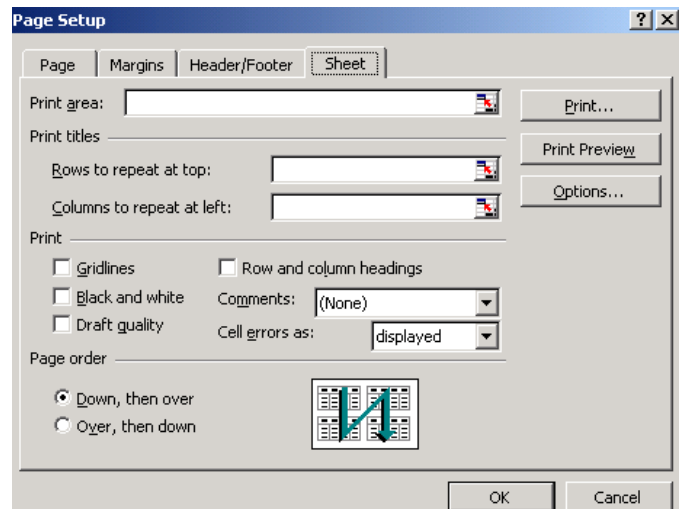 Page Setup
Page Margins Header/Footer Sheet
Print area:
Print...
Print titles
Print Preview
Rows to repeat at top:
Options...
Columns to repeat at left:
Print
Gridlines Row and column headings
Black and white Comments: (None)
Draft quality Cell errors as: displayed
Page order
Down, then over
Over, then down
OK Cancel